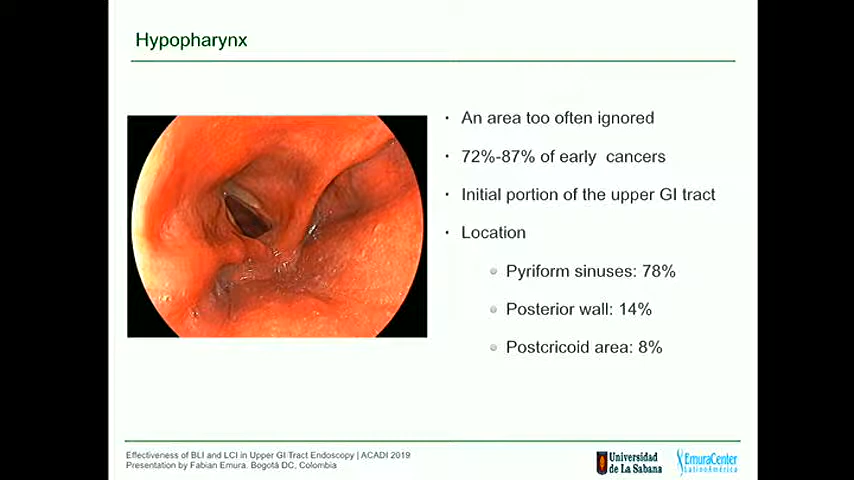 Hypopharynx
· An area too often ignored
· 72%-87% of early cancers
· Initial portion of the upper GI tract
· Location
Pyriform sinuses: 78%
Posterior wall: 14%
Postcricoid area: 8%
Effectiveness of BLI and LCI in Upper GI Tract Endoscopy | ACADI 2019
Presentation by Fabian Emura. Bogotá DC, Colombia
Universidad
de La Sabana
EmuraCenter
LatinoAmérica